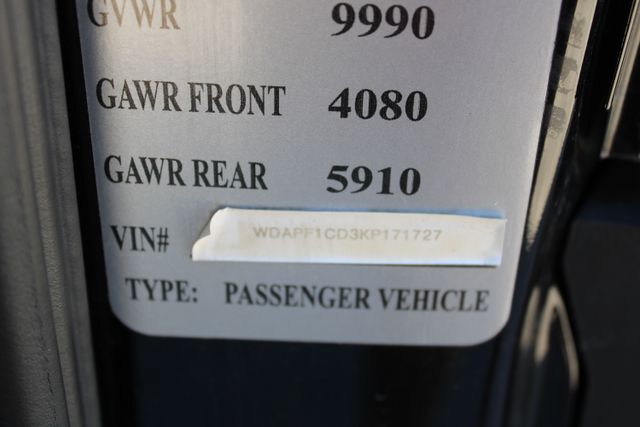 GVWR 9990
GAWR FRONT 4080
GAWR REAR 5910
VIN# WDAPF1CD3KP171727
TYPE: PASSENGER VEHICLE